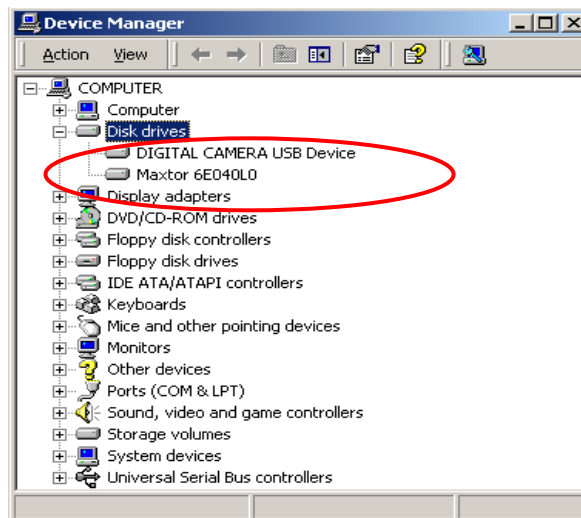 Device Manager
Action View
COMPUTER
Computer
Disk drives
DIGITAL CAMERA USB Device
Maxtor 6E040L0
Display adapters
DVD/CD-ROM drives
Floppy disk controllers
Floppy disk drives
IDE ATA/ATAPI controllers
Keyboards
Mice and other pointing devices
Monitors
Other devices
Ports (COM & LPT)
Sound, video and game controllers
Storage volumes
System devices
Universal Serial Bus controllers